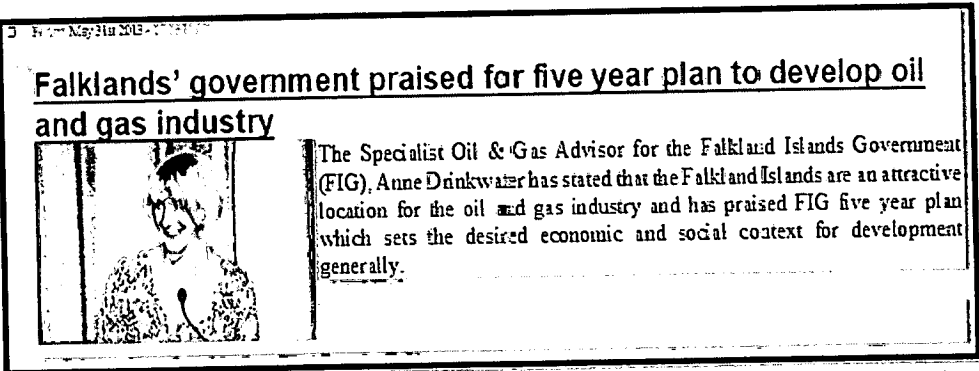 May 31st 2013 -
Falklands' government praised for five year plan to develop oil
and gas industry
The Specialist Oil & Gas Advisor for the Falkland Islands Government
(FIG), Anne Drinkwater has stated that the Falkland Islands are an attractive
location for the oil and gas industry and has praised FIG five year plan
which sets the desired economic and social context for development
generally.